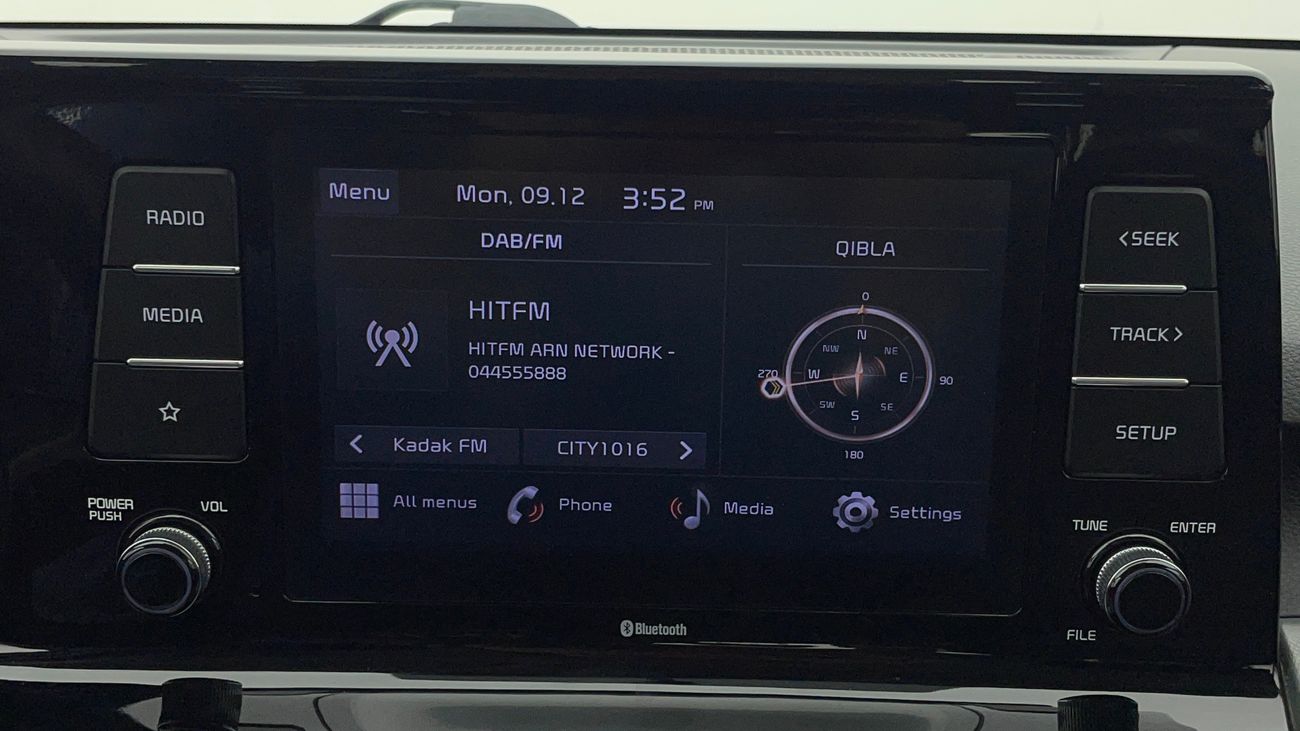 RADIO
MEDIA
POWER
PUSH
VOL
Menu
Mon, 09.12
3:52 PM
DAB/FM
HITFM
HITFM ARN NETWORK -
044555888
Kadak FM
CITY1016
QIBLA
0
N
NW
NE
270
W
E
90
SW
SE
S
180
All menus
Phone
Media
Settings
Bluetooth
<SEEK
TRACK>
SETUP
TUNE
ENTER
FILE